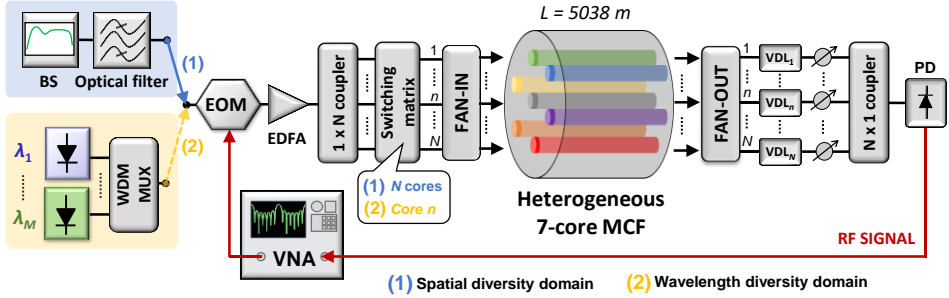 L = 5038 m
BS
Optical filter
(1)
(2)
λ1
λM
WDM
MUX
EOM
EDFA
1 x N coupler
Switching
matrix
1
n
N
FAN-IN
(1) N cores
(2) Core n
Heterogeneous
7-core MCF
FAN-OUT
1
n
N
VDL1
VDLn
VDLN
N x 1 coupler
PD
VNA
RF SIGNAL
(1) Spatial diversity domain
(2) Wavelength diversity domain